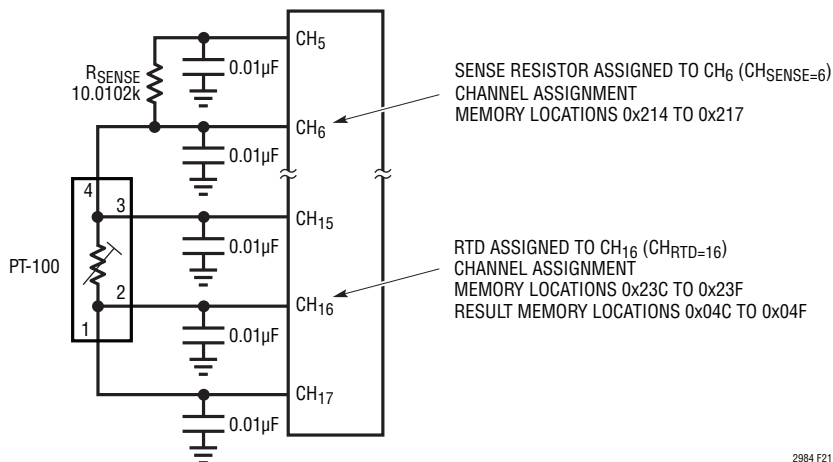 CH5
RSENSE
10.0102k
0.01µF
SENSE RESISTOR ASSIGNED TO CH6 (CHSENSE=6)
CHANNEL ASSIGNMENT
MEMORY LOCATIONS 0x214 TO 0x217
CH6
0.01µF
4
3
CH15
PT-100
0.01µF
RTD ASSIGNED TO CH16 (CHRTD=16)
CHANNEL ASSIGNMENT
MEMORY LOCATIONS 0x23C TO 0x23F
RESULT MEMORY LOCATIONS 0x04C TO 0x04F
2
CH16
1
0.01µF
CH17
0.01µF
2984 F21